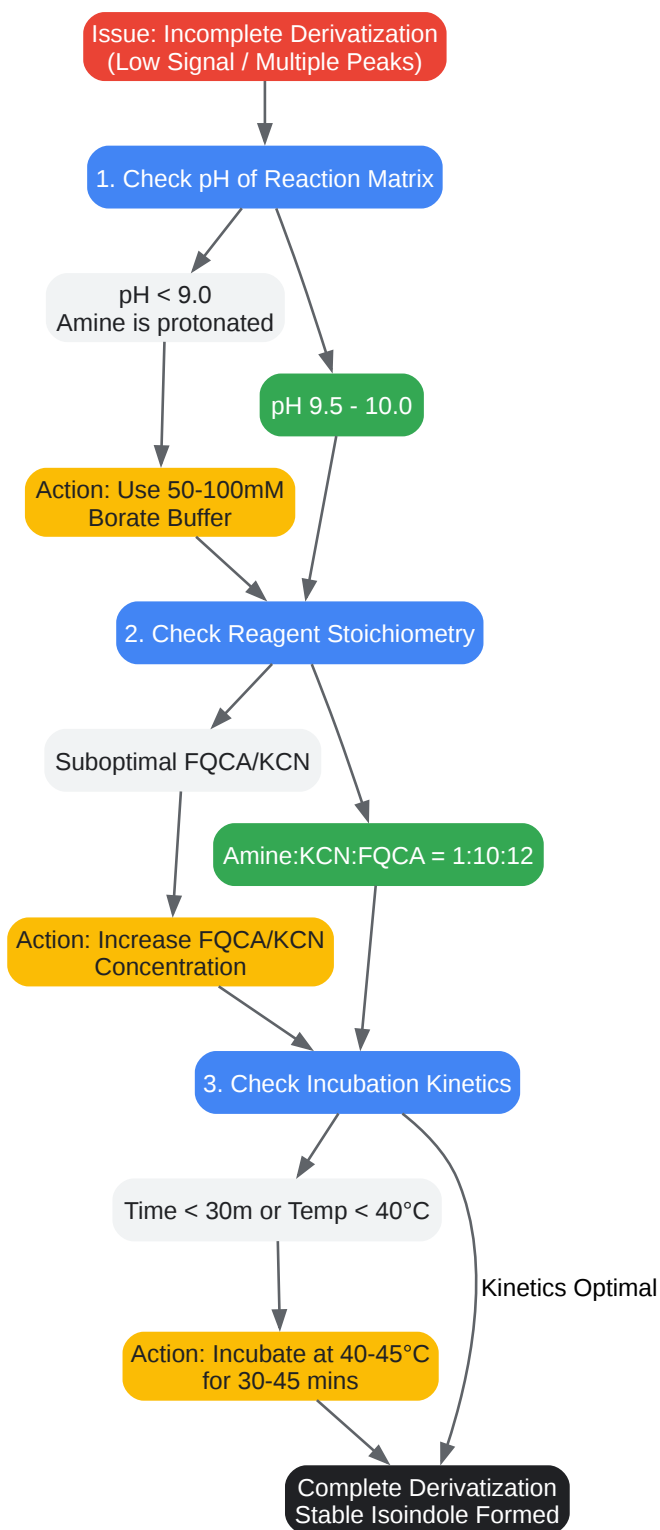 Issue: Incomplete Derivatization
(Low Signal / Multiple Peaks)
1. Check pH of Reaction Matrix
pH < 9.0
Amine is protonated
pH 9.5 - 10.0
Action: Use 50-100mM
Borate Buffer
2. Check Reagent Stoichiometry
Suboptimal FQCA/KCN
Amine:KCN:FQCA = 1:10:12
Action: Increase FQCA/KCN
Concentration
3. Check Incubation Kinetics
Time < 30m or Temp < 40°C
Kinetics Optimal
Action: Incubate at 40-45°C
for 30-45 mins
Complete Derivatization
Stable Isoindole Formed